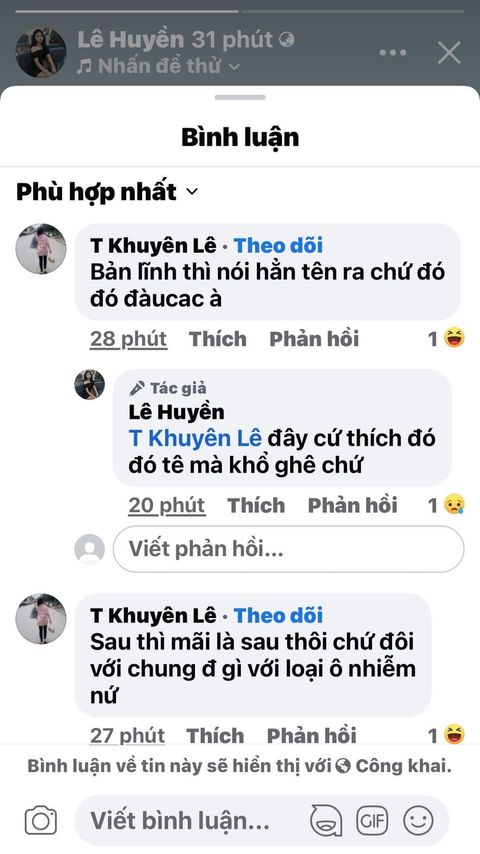 Lê Huyền 31 phút
Nhấn để thử
Bình luận
Phù hợp nhất
T Khuyên Lê · Theo dõi
Bản lĩnh thì nói hẳn tên ra chứ đó
đó đàucac à
28 phút Thích Phản hồi 1
Tác giả
Lê Huyền
T Khuyên Lê đây cứ thích đó
đó tê mà khổ ghê chứ
20 phút Thích Phản hồi 1
Viết phản hồi...
T Khuyên Lê · Theo dõi
Sau thì mãi là sau thôi chứ đôi
với chung đ gì với loại ô nhiễm
nứ
27 phút Thích Phản hồi 1
Bình luận về tin này sẽ hiển thị với Công khai.
Viết bình luận... GIF